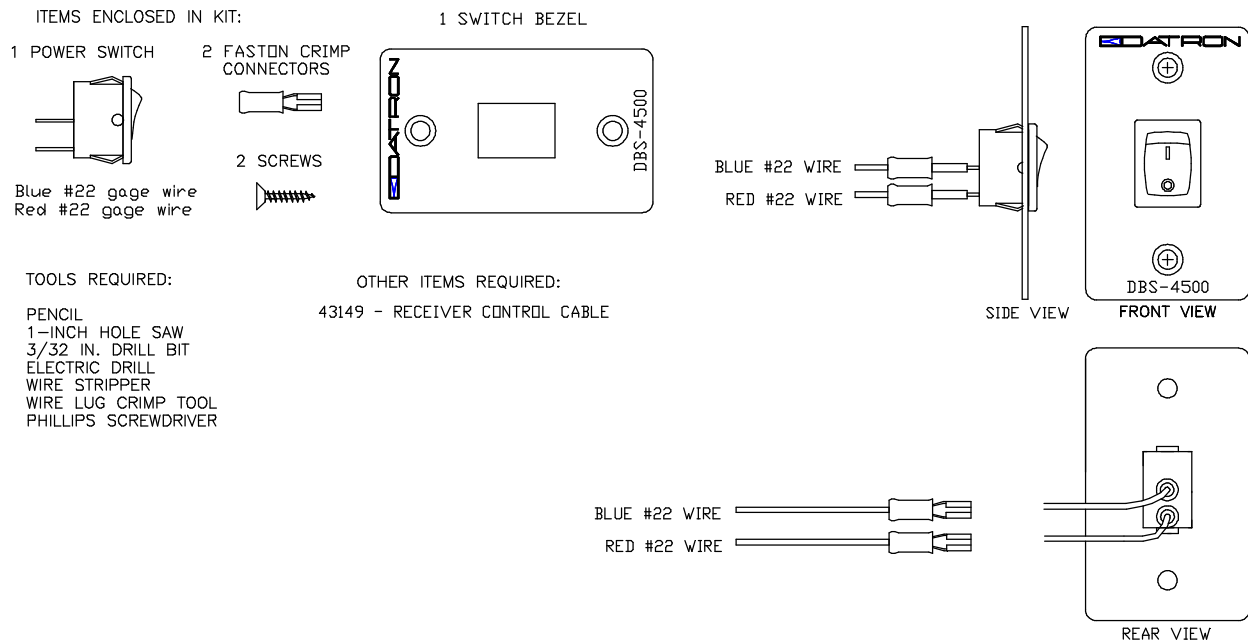 ITEMS ENCLOSED IN KIT:
1 POWER SWITCH
Blue #22 gage wire
Red #22 gage wire
2 FASTON CRIMP
CONNECTORS
2 SCREWS
1 SWITCH BEZEL
DATRON
DBS-4500
TOOLS REQUIRED:
PENCIL
1-INCH HOLE SAW
3/32 IN. DRILL BIT
ELECTRIC DRILL
WIRE STRIPPER
WIRE LUG CRIMP TOOL
PHILLIPS SCREWDRIVER
OTHER ITEMS REQUIRED:
43149 - RECEIVER CONTROL CABLE
BLUE #22 WIRE
RED #22 WIRE
SIDE VIEW
DATRON
DBS-4500
FRONT VIEW
BLUE #22 WIRE
RED #22 WIRE
REAR VIEW